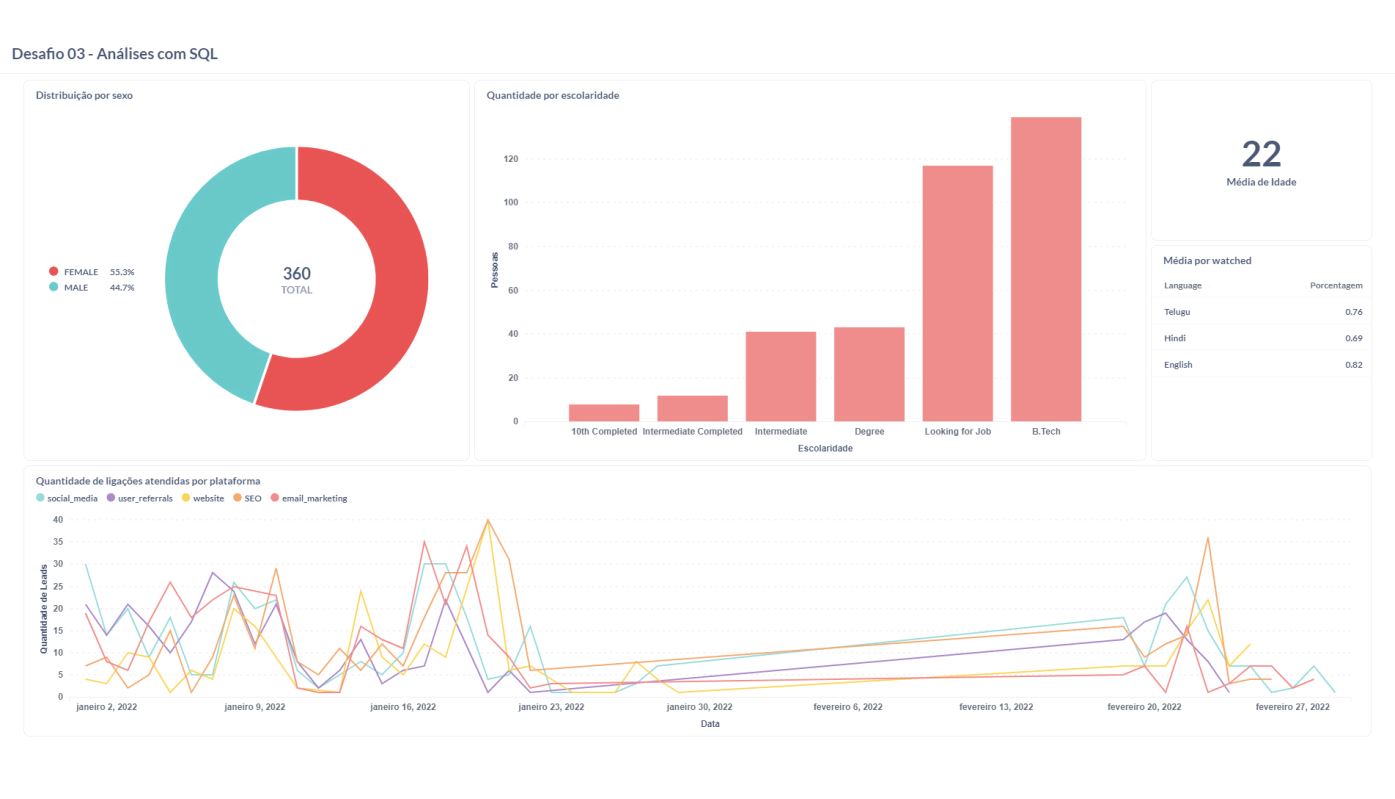 Desafio 03 - Análises com SQL
Distribuição por sexo
FEMALE 55.3%
MALE 44.7%
360
TOTAL
Quantidade por escolaridade
Pessoas
120
100
80
60
40
20
0
10th Completed Intermediate Completed Intermediate Degree Looking for Job B.Tech
Escolaridade
22
Média de Idade
Média por watched
Language Porcentagem
Telugu 0.76
Hindi 0.69
English 0.82
Quantidade de ligações atendidas por plataforma
social_media user_referrals website SEO email_marketing
Quantidade de Leads
40
35
30
25
20
15
10
5
0
janeiro 2, 2022 janeiro 9, 2022 janeiro 16, 2022 janeiro 23, 2022 janeiro 30, 2022 fevereiro 6, 2022 fevereiro 13, 2022 fevereiro 20, 2022 fevereiro 27, 2022
Data